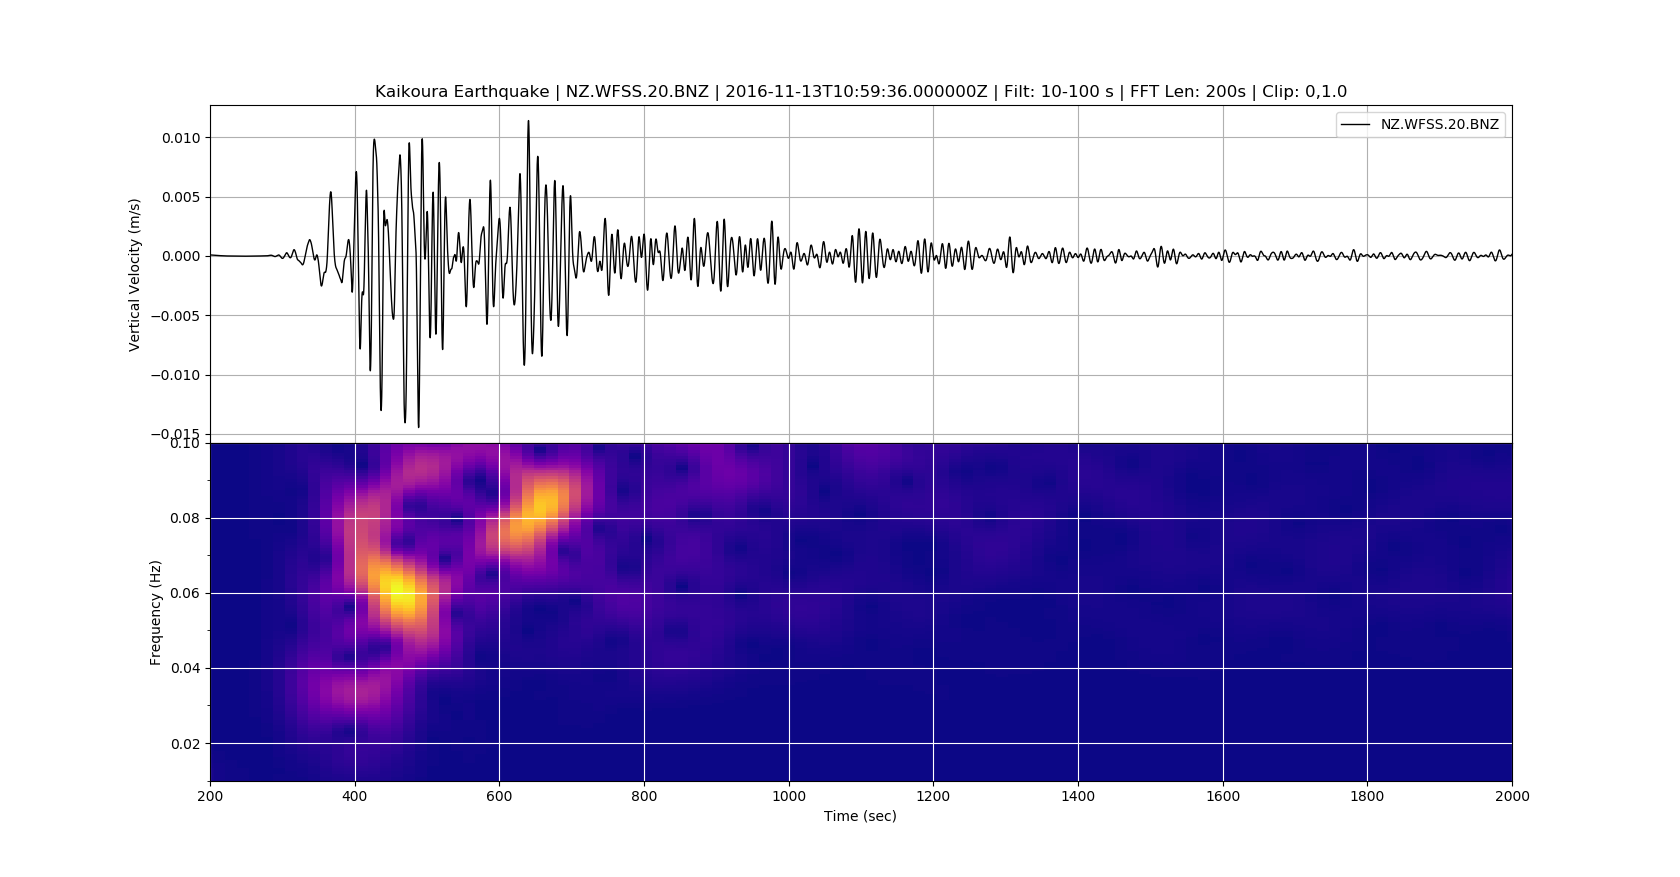 Kaikoura Earthquake | NZ.WFSS.20.BNZ | 2016-11-13T10:59:36.000000Z | Filt: 10-100 s | FFT Len: 200s | Clip: 0,1.0
NZ.WFSS.20.BNZ
Vertical Velocity (m/s)
0.010
0.005
0.000
−0.005
−0.010
−0.015
Frequency (Hz)
0.10
0.08
0.06
0.04
0.02
200 400 600 800 1000 1200 1400 1600 1800 2000
Time (sec)